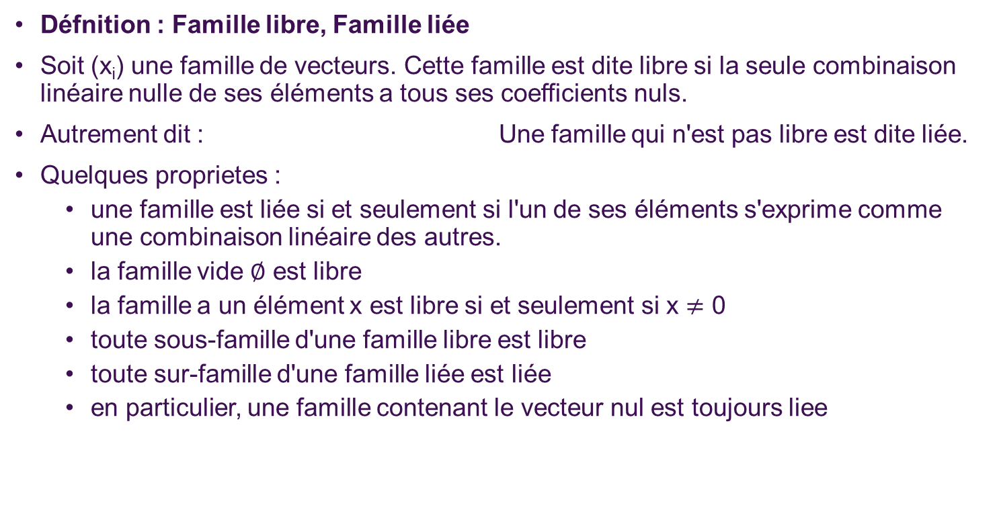 • Défnition : Famille libre, Famille liée
• Soit (xi) une famille de vecteurs. Cette famille est dite libre si la seule combinaison
linéaire nulle de ses éléments a tous ses coefficients nuls.
• Autrement dit : Une famille qui n'est pas libre est dite liée.
• Quelques proprietes :
• une famille est liée si et seulement si l'un de ses éléments s'exprime comme
une combinaison linéaire des autres.
• la famille vide ∅ est libre
• la famille a un élément x est libre si et seulement si x ≠ 0
• toute sous-famille d'une famille libre est libre
• toute sur-famille d'une famille liée est liée
• en particulier, une famille contenant le vecteur nul est toujours liee